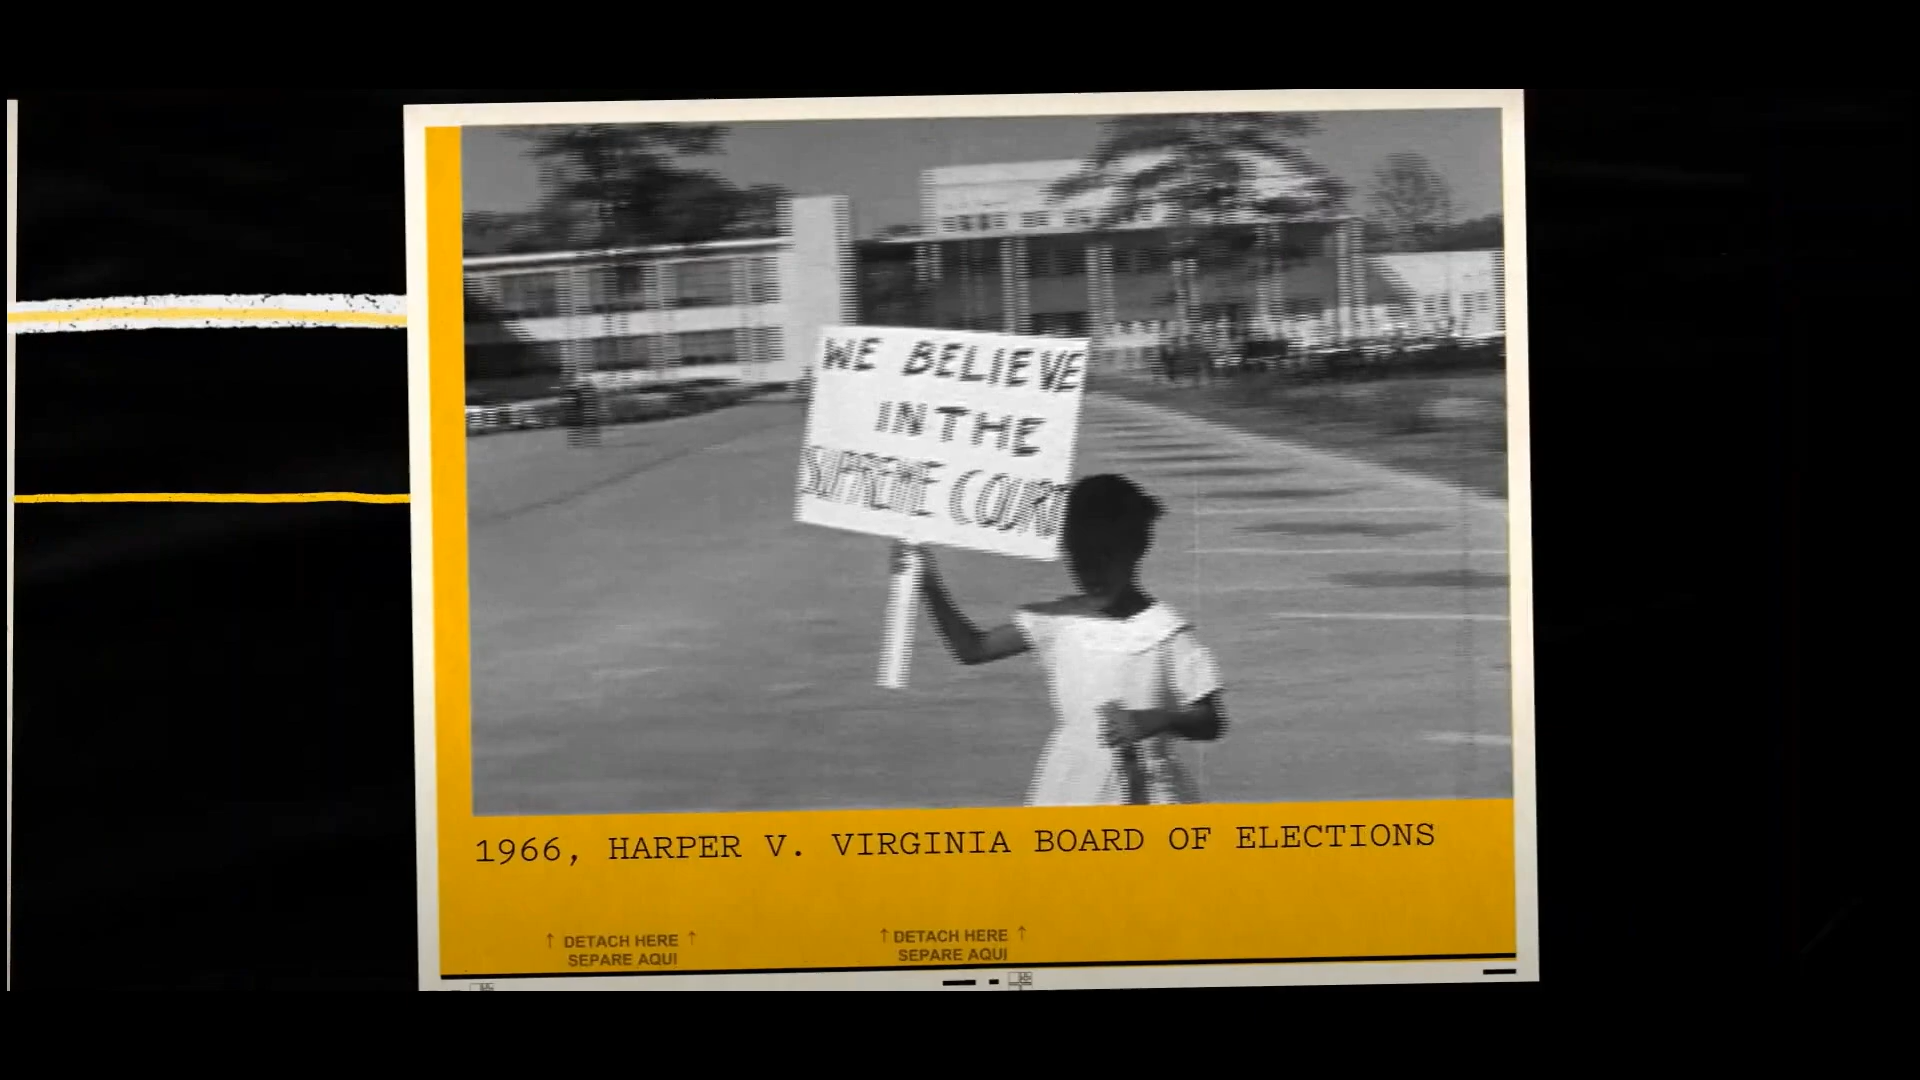 WE BELIEVE
IN THE
SUPREME COURT
1966, HARPER V. VIRGINIA BOARD OF ELECTIONS
↑ DETACH HERE ↑
SEPARE AQUI
↑ DETACH HERE ↑
SEPARE AQUI